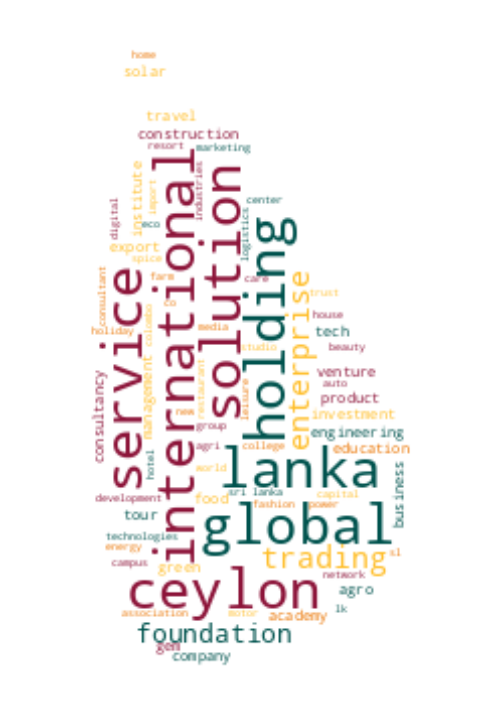 home
solar
travel
construction
resort
marketing
institute
import
industries
international
solution
digital
eco
center
logistics
holding
export
spice
consultant
farm
care
co
service
colombo
enterprise
trust
house
holiday
media
tech
studio
beauty
management
restaurant
leisure
venture
auto
consultancy
new
product
investment
group
engineering
agri
college
education
hotel
world
lanka
business
development
food
sri lanka
capital
fashion
power
tour
global
technologies
energy
trading
sl
campus
green
network
ceylon
agro
lk
association
motor
academy
foundation
gem
company